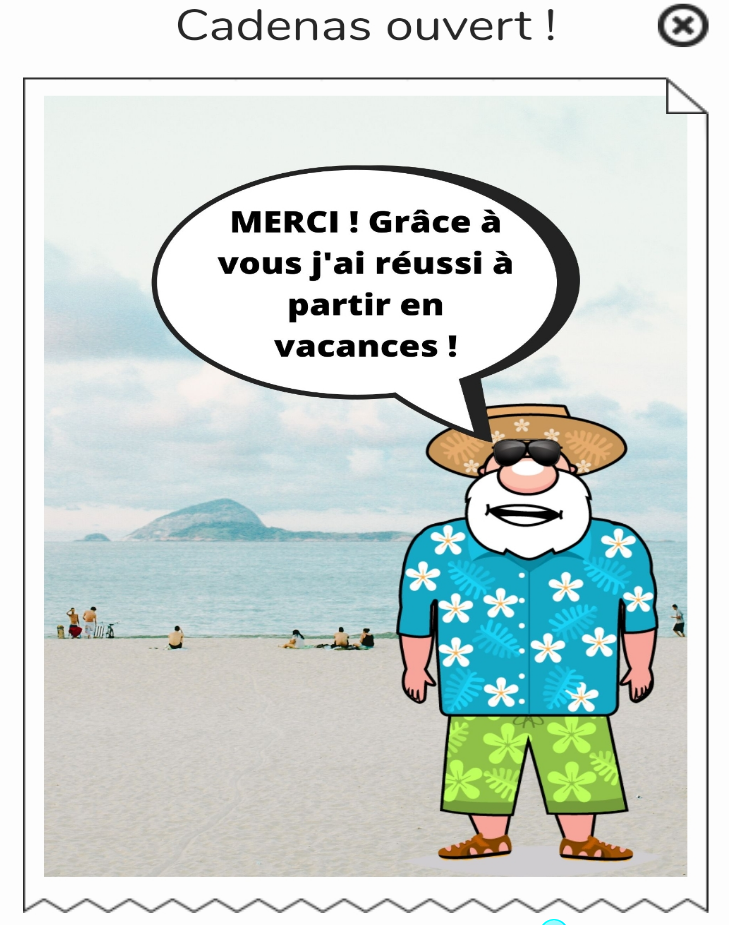 Cadenas ouvert !
MERCI ! Grâce à
vous j'ai réussi à
partir en
vacances !